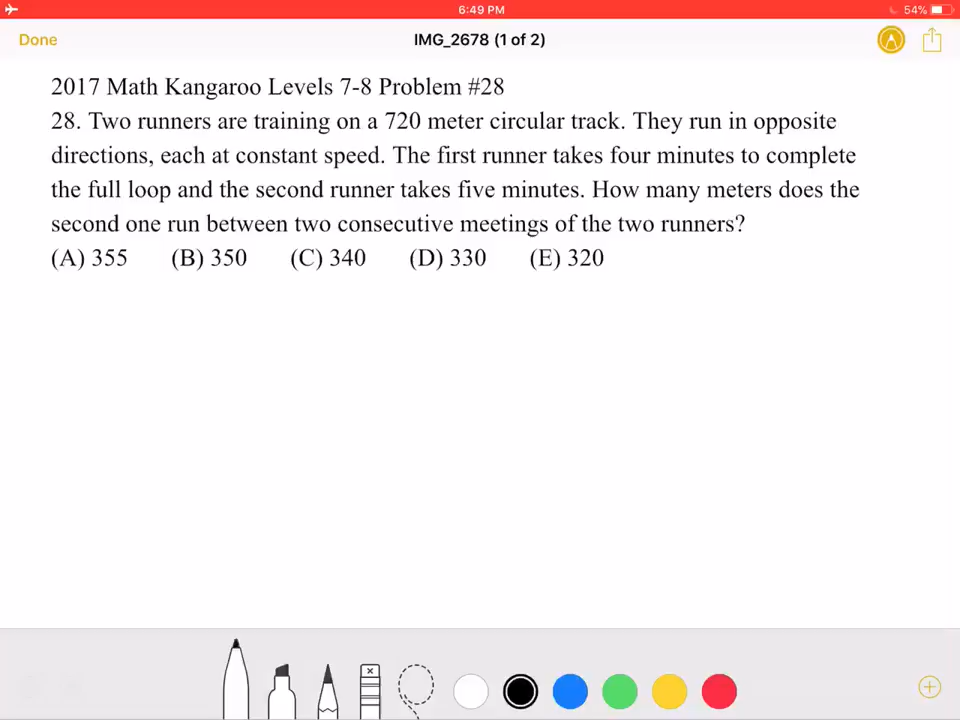 6:49 PM
54%
Done
IMG_2678 (1 of 2)
2017 Math Kangaroo Levels 7-8 Problem #28
28. Two runners are training on a 720 meter circular track. They run in opposite
directions, each at constant speed. The first runner takes four minutes to complete
the full loop and the second runner takes five minutes. How many meters does the
second one run between two consecutive meetings of the two runners?
(A) 355 (B) 350 (C) 340 (D) 330 (E) 320